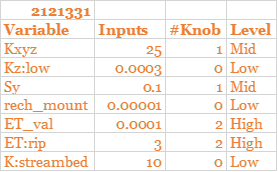 2121331
Variable Inputs #Knob Level
Kxyz 25 1 Mid
Kz:low 0.0003 0 Low
Sy 0.1 1 Mid
rech_mount 0.00001 0 Low
ET_val 0.0001 2 High
ET:rip 3 2 High
K:streambed 10 0 Low